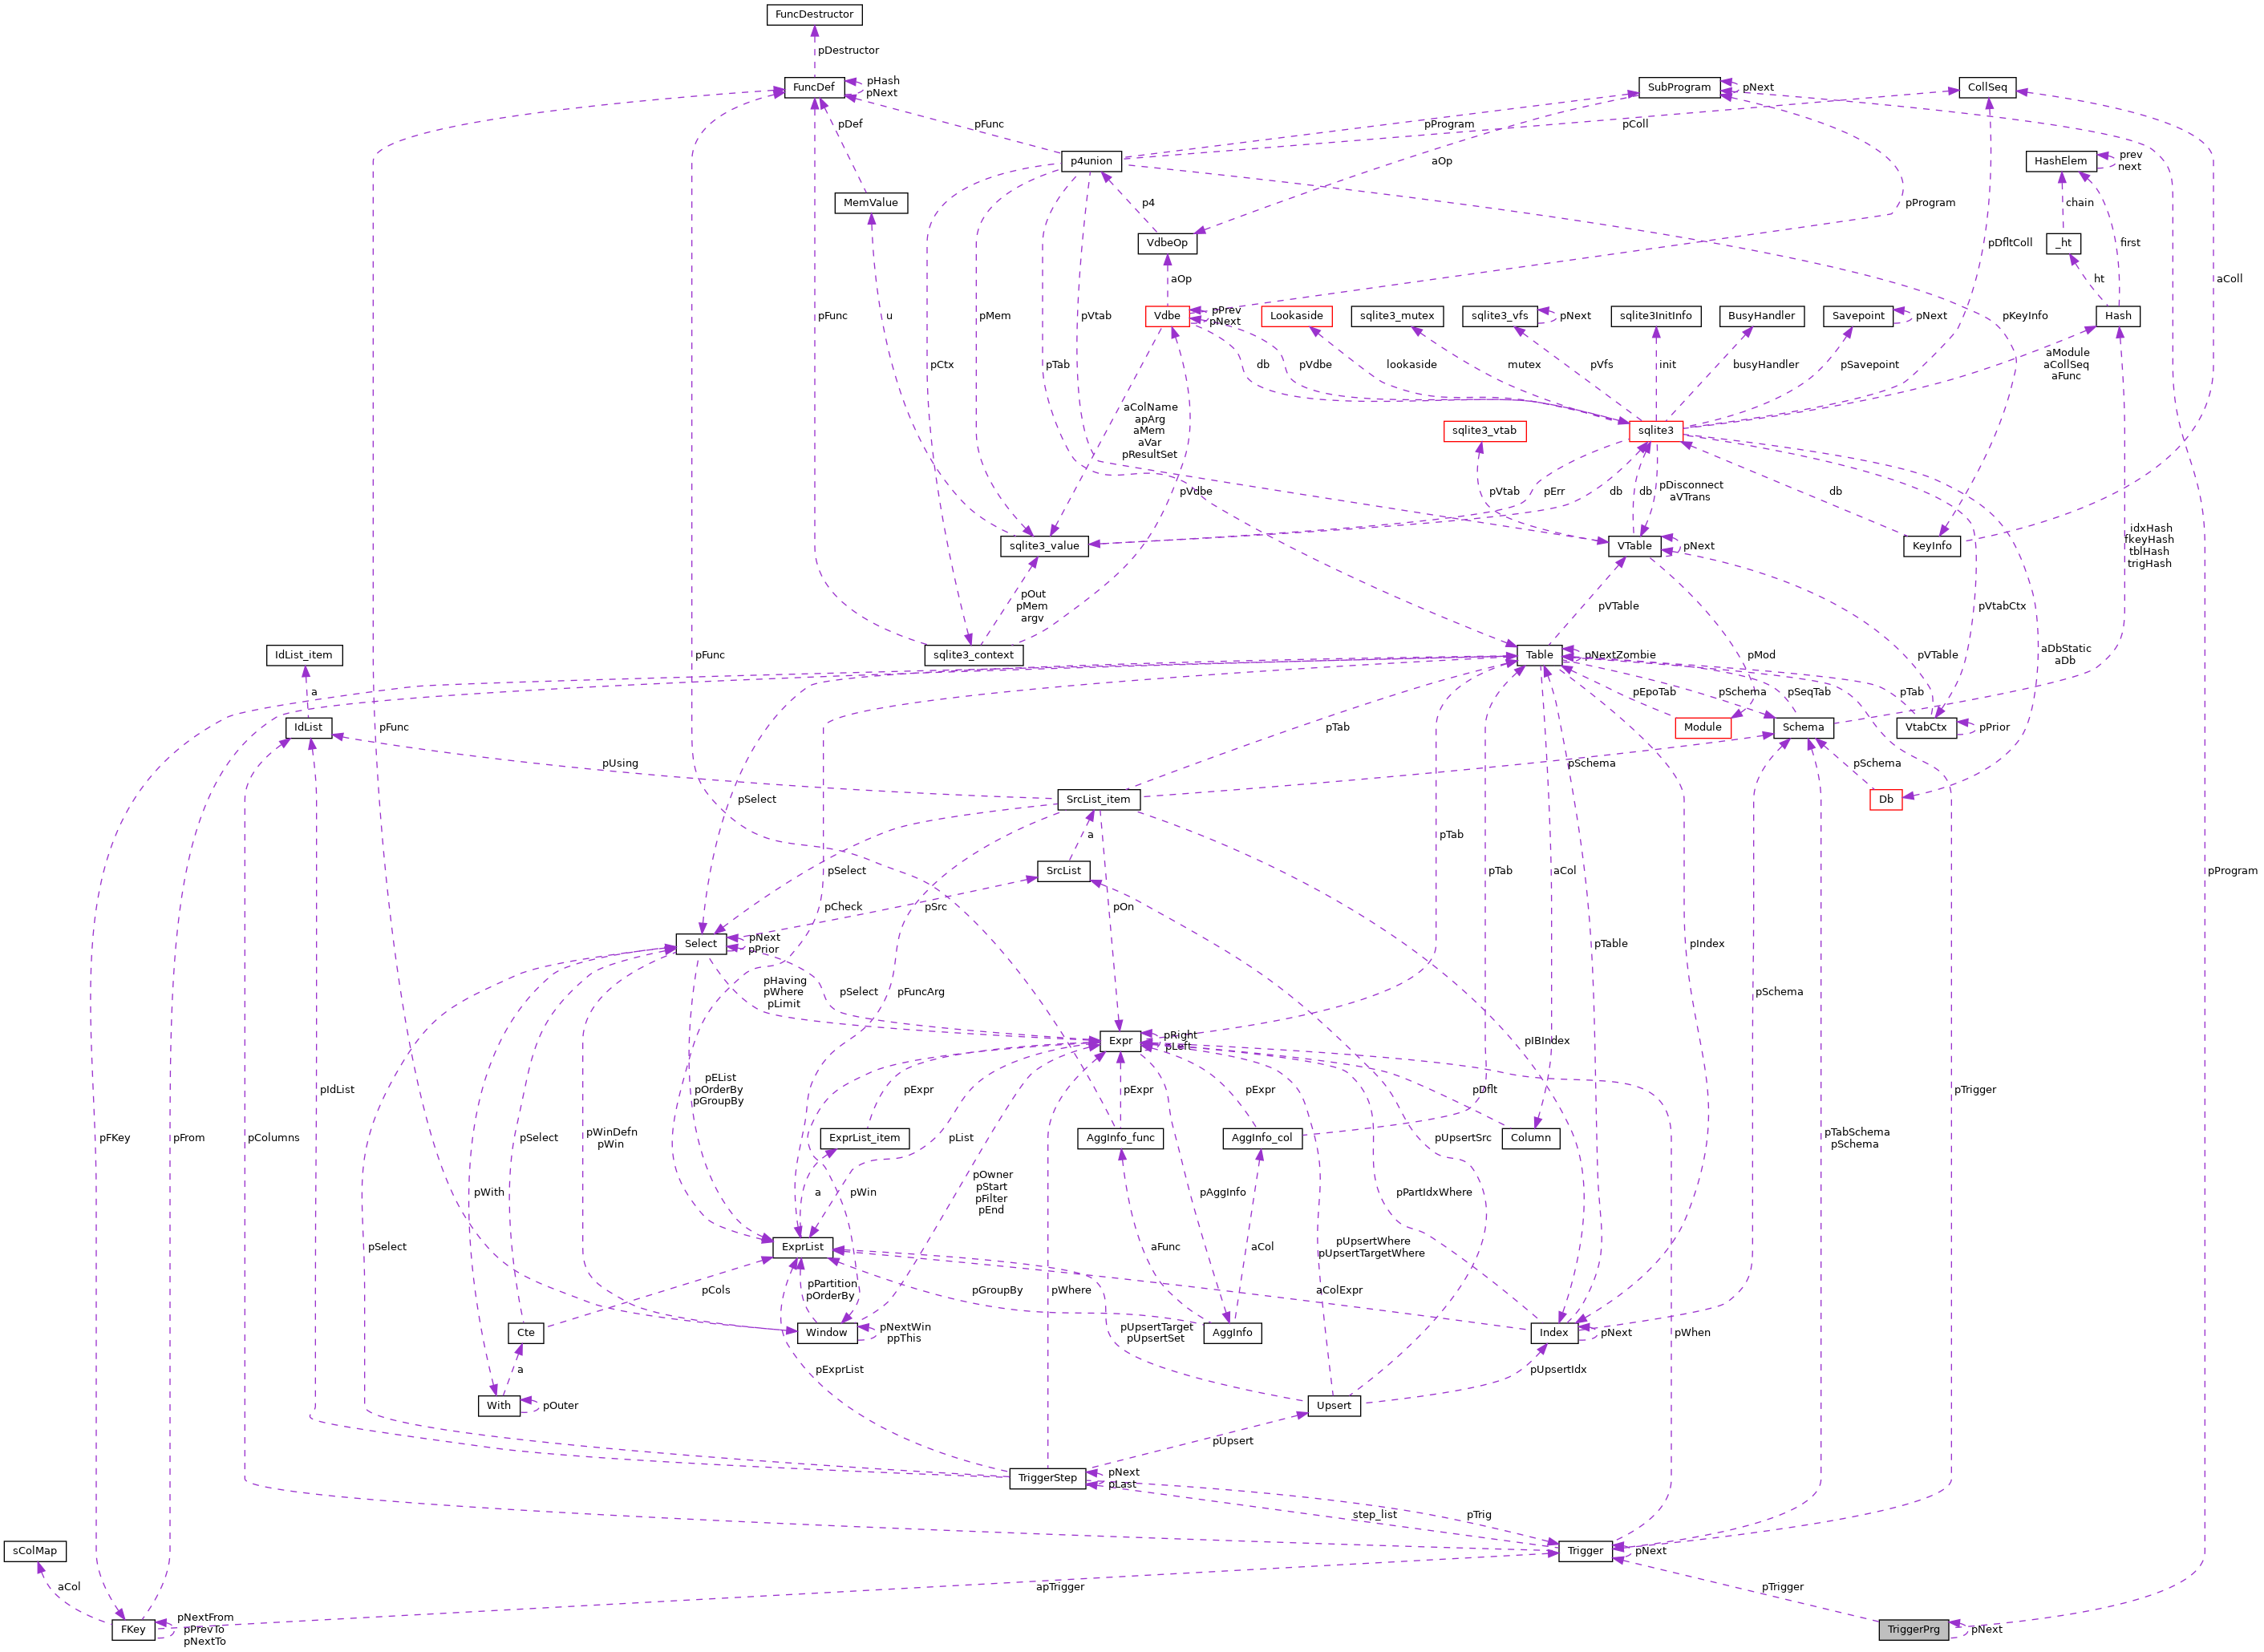 FuncDestructor
pDestructor
FuncDef
pHash
pNext
SubProgram
pNext
CollSeq
pDef
pFunc
pProgram
pColl
p4union
aOp
HashElem
prev
next
MemValue
p4
pProgram
chain
VdbeOp
pDfltColl
_ht
first
aOp
ht
aColl
pFunc
u
pMem
pVtab
Vdbe
pPrev
pNext
Lookaside
sqlite3_mutex
sqlite3_vfs
pNext
sqlite3InitInfo
BusyHandler
Savepoint
pNext
pKeyInfo
Hash
pCtx
pTab
db
pVdbe
lookaside
mutex
pVfs
init
busyHandler
pSavepoint
aModule
aCollSeq
aFunc
aColName
apArg
aMem
aVar
pResultSet
sqlite3_vtab
sqlite3
pVdbe
pVtab
pErr
db
db
pDisconnect
aVTrans
db
sqlite3_value
VTable
pNext
KeyInfo
idxHash
fkeyHash
tblHash
trigHash
pOut
pMem
argv
pVTable
pVtabCtx
IdList_item
pFunc
sqlite3_context
Table
pNextZombie
pMod
pVTable
aDbStatic
aDb
a
pEpoTab
pSchema
pSeqTab
pTab
IdList
pFunc
pTab
Module
Schema
VtabCtx
pPrior
pUsing
pSchema
pSchema
pSelect
SrcList_item
Db
a
pTab
pSelect
SrcList
pTab
aCol
pProgram
pCheck
pSrc
pOn
Select
pNext
pPrior
pTable
pIndex
pHaving
pWhere
pLimit
pSelect
pFuncArg
pSchema
Expr
pRight
pLeft
pIBIndex
pIdList
pEList
pOrderBy
pGroupBy
pExpr
pExpr
pExpr
pDflt
pTrigger
pFKey
pFrom
pColumns
pSelect
pWinDefn
pWin
ExprList_item
pList
AggInfo_func
AggInfo_col
Column
pUpsertSrc
pTabSchema
pSchema
pWith
a
pWin
pOwner
pStart
pFilter
pEnd
pAggInfo
pPartIdxWhere
pSelect
ExprList
aFunc
aCol
pUpsertWhere
pUpsertTargetWhere
pCols
pPartition
pOrderBy
pGroupBy
pWhere
aColExpr
Cte
Window
pNextWin
ppThis
pUpsertTarget
pUpsertSet
AggInfo
Index
pNext
pWhen
a
pExprList
pUpsertIdx
With
pOuter
Upsert
pUpsert
TriggerStep
pNext
pLast
step_list
pTrig
sColMap
Trigger
pNext
aCol
apTrigger
pTrigger
FKey
pNextFrom
pPrevTo
pNextTo
TriggerPrg
pNext